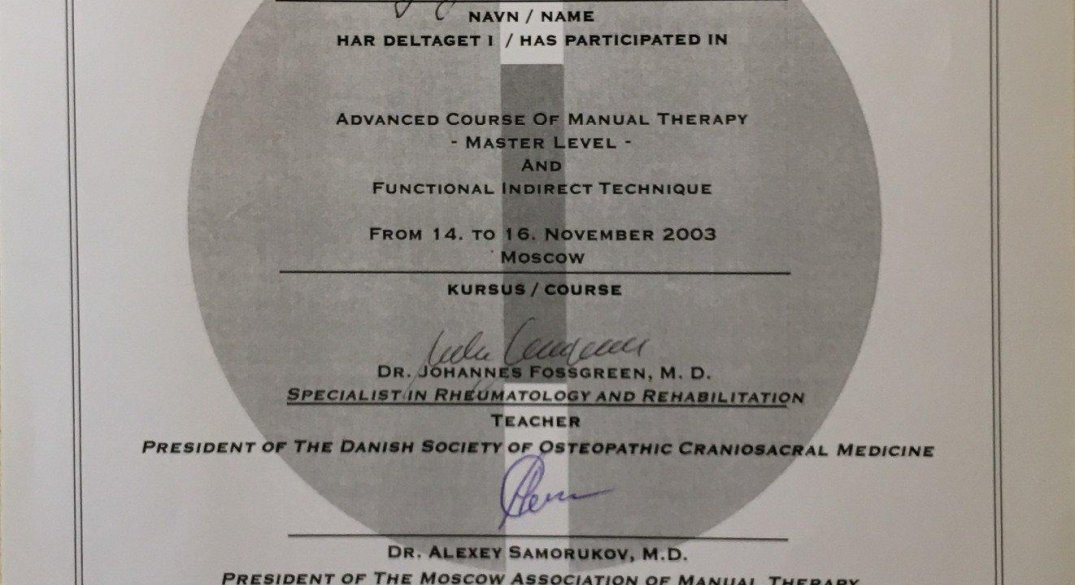 NAVN / NAME
HAR DELTAGET I / HAS PARTICIPATED IN
ADVANCED COURSE OF MANUAL THERAPY
- MASTER LEVEL -
AND
FUNCTIONAL INDIRECT TECHNIQUE
FROM 14. TO 16. NOVEMBER 2003
MOSCOW
KURSUS / COURSE
DR. JOHANNES FOSSGREEN, M. D.
SPECIALIST IN RHEUMATOLOGY AND REHABILITATION
TEACHER
PRESIDENT OF THE DANISH SOCIETY OF OSTEOPATHIC CRANIOSACRAL MEDICINE
DR. ALEXEY SAMORUKOV, M.D.
PRESIDENT OF THE MOSCOW ASSOCIATION OF MANUAL THERAPY